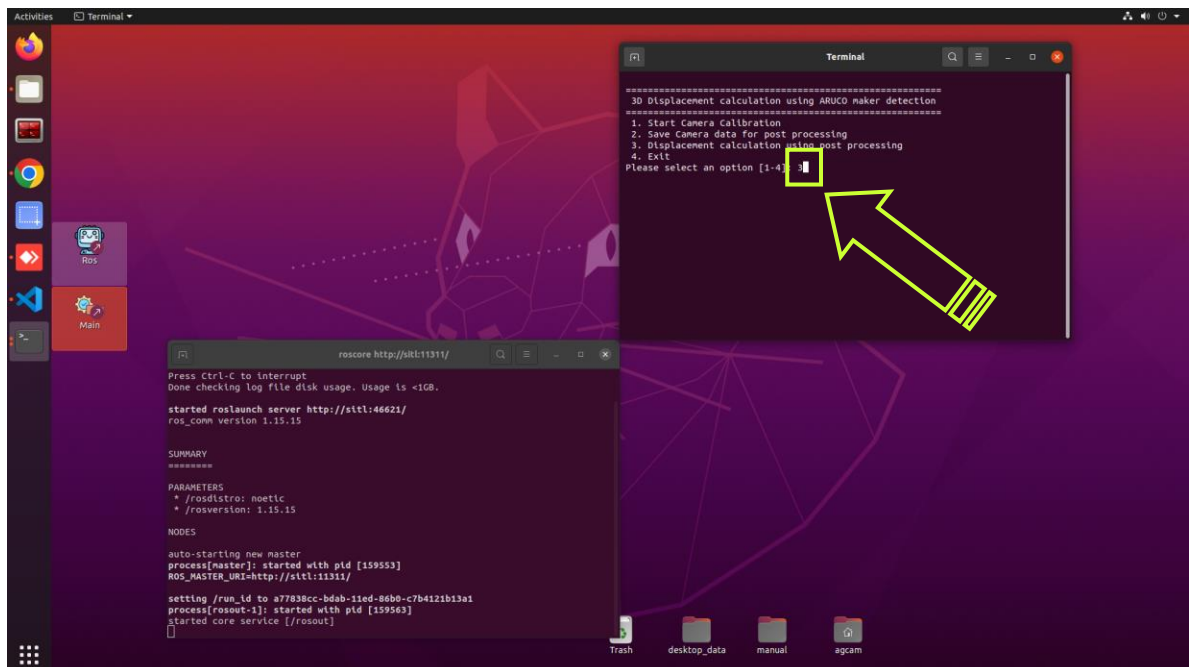 Activities
Terminal
Ros
Main
Terminal
3D Displacement calculation using ARUCO maker detection
1. Start Camera Calibration
2. Save Camera data for post processing
3. Displacement calculation using post processing
4. Exit
Please select an option [1-4]: 3
roscore http://sitl:11311/
Press Ctrl-C to interrupt
Done checking log file disk usage. Usage is <1GB.
started roslaunch server http://sitl:46621/
ros_comm version 1.15.15
SUMMARY
========
PARAMETERS
* /rosdistro: noetic
* /rosversion: 1.15.15
NODES
auto-starting new master
process[master]: started with pid [159553]
ROS_MASTER_URI=http://sitl:11311/
setting /run_id to a77838cc-bdab-11ed-86b0-c7b4121b13a1
process[rosout-1]: started with pid [159563]
started core service [/rosout]
Trash
desktop_data
manual
agcam